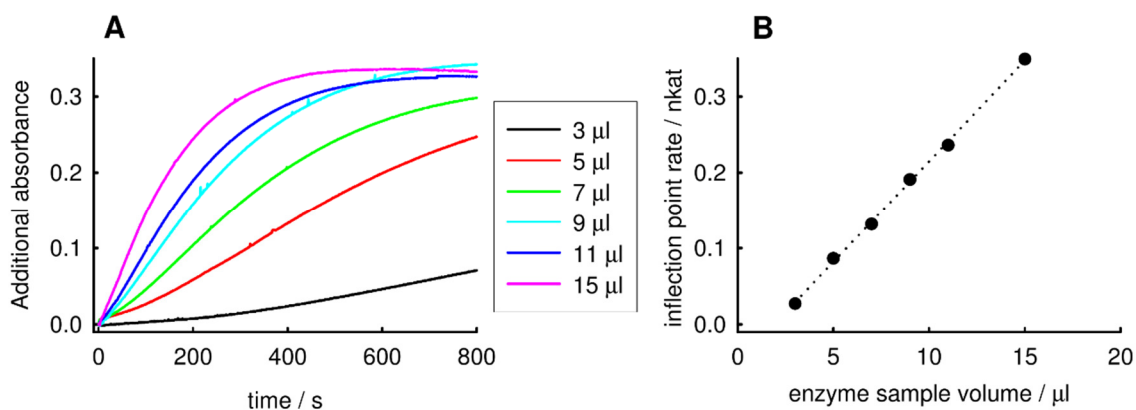 A
Additional absorbance
0.3
0.2
0.1
0.0
0
200
400
600
800
time / s
3 µl
5 µl
7 µl
9 µl
11 µl
15 µl
B
inflection point rate / nkat
0.3
0.2
0.1
0.0
0
5
10
15
20
enzyme sample volume / µl